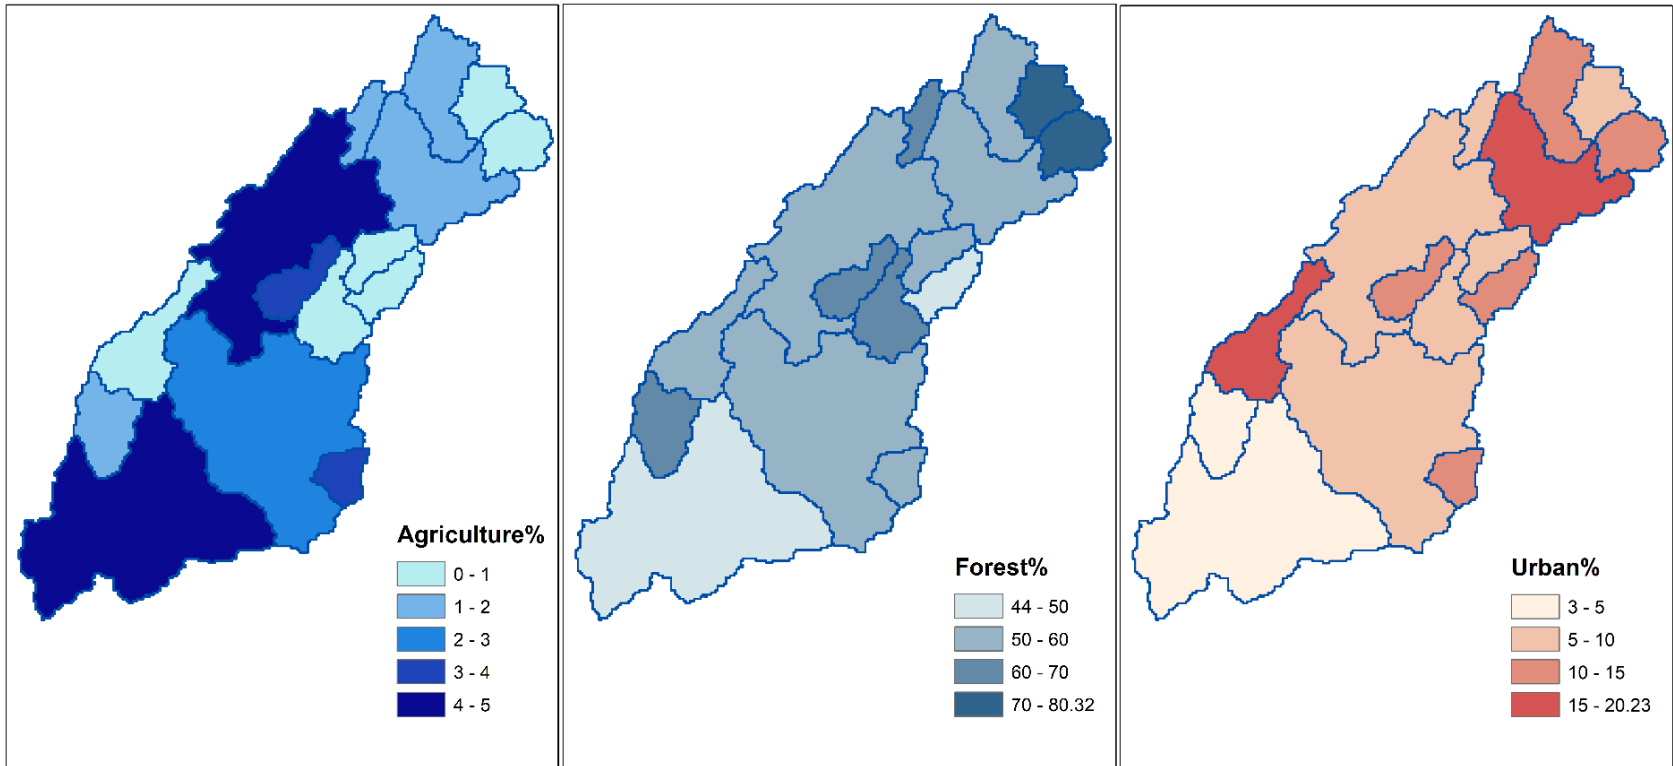 Agriculture%
0 - 1
1 - 2
2 - 3
3 - 4
4 - 5
Forest%
44 - 50
50 - 60
60 - 70
70 - 80.32
Urban%
3 - 5
5 - 10
10 - 15
15 - 20.23